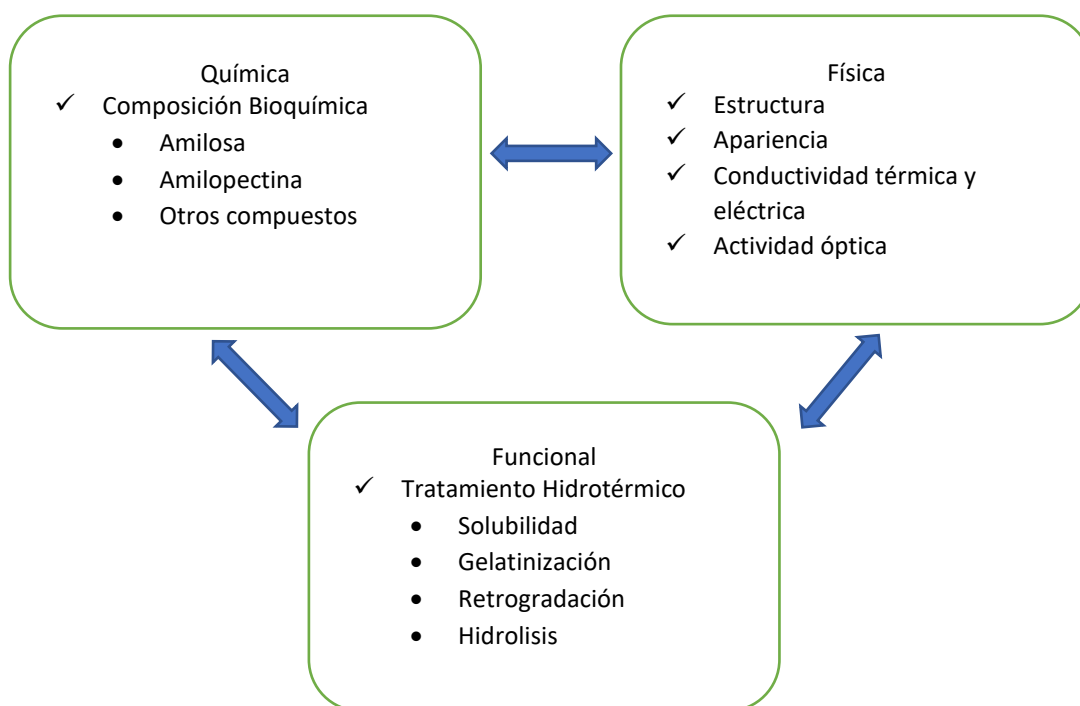 Química
✓ Composición Bioquímica
• Amilosa
• Amilopectina
• Otros compuestos
Física
✓ Estructura
✓ Apariencia
✓ Conductividad térmica y
eléctrica
✓ Actividad óptica
Funcional
✓ Tratamiento Hidrotérmico
• Solubilidad
• Gelatinización
• Retrogradación
• Hidrolisis